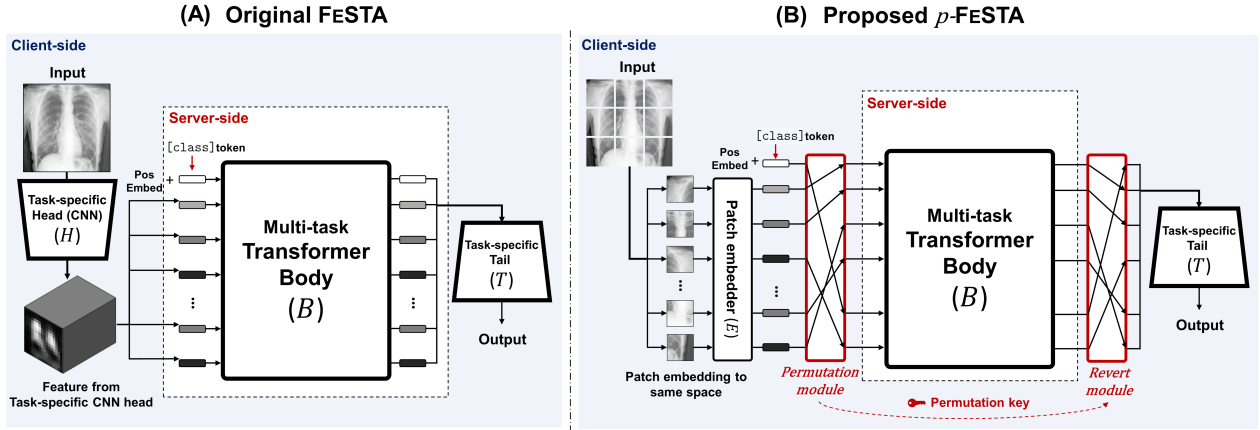 (A) Original FESTA
Client-side
Input
Server-side
[class] token
Pos
Embed
+
Task-specific
Head (CNN)
(H)
Multi-task
Transformer
Body
(B)
...
...
Task-specific
Tail
(T)
Output
Feature from
Task-specific CNN head
(B) Proposed p-FESTA
Client-side
Input
Server-side
[class] token
Pos
Embed
+
Patch embedder (E)
...
...
Multi-task
Transformer
Body
(B)
Task-specific
Tail
(T)
Output
Patch embedding to
same space
Permutation
module
Revert
module
Permutation key